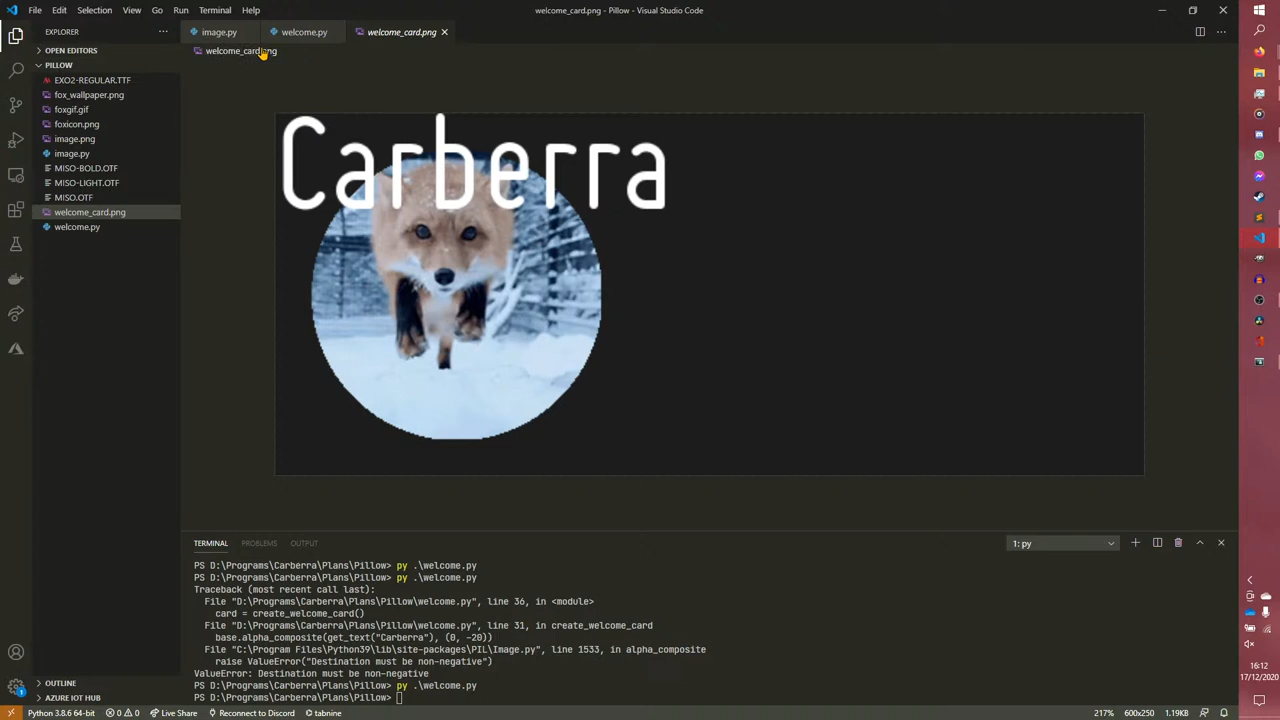 File Edit Selection View Go Run Terminal Help
welcome_card.png - Pillow - Visual Studio Code
EXPLORER
image.py
welcome.py
welcome_card.png
OPEN EDITORS
welcome_card.png
PILLOW
EXO2-REGULAR.TTF
fox_wallpaper.png
foxgif.gif
foxicon.png
image.png
image.py
MISO-BOLD.OTF
MISO-LIGHT.OTF
MISO.OTF
welcome_card.png
welcome.py
Carberra
TERMINAL PROBLEMS OUTPUT
1: py
PS D:\Programs\Carberra\Plans\Pillow> py .\welcome.py
PS D:\Programs\Carberra\Plans\Pillow> py .\welcome.py
Traceback (most recent call last):
File "D:\Programs\Carberra\Plans\Pillow\welcome.py", line 36, in <module>
card = create_welcome_card()
File "D:\Programs\Carberra\Plans\Pillow\welcome.py", line 31, in create_welcome_card
base.alpha_composite(get_text("Carberra"), (0, -20))
File "C:\Program Files\Python39\lib\site-packages\PIL\Image.py", line 1533, in alpha_composite
raise ValueError("Destination must be non-negative")
ValueError: Destination must be non-negative
PS D:\Programs\Carberra\Plans\Pillow> py .\welcome.py
PS D:\Programs\Carberra\Plans\Pillow>
OUTLINE
AZURE IOT HUB
1
16:12
17/12/2020
Python 3.8.6 64-bit 0 0 Live Share Reconnect to Discord tabnine
217% 600x250 1.19KB